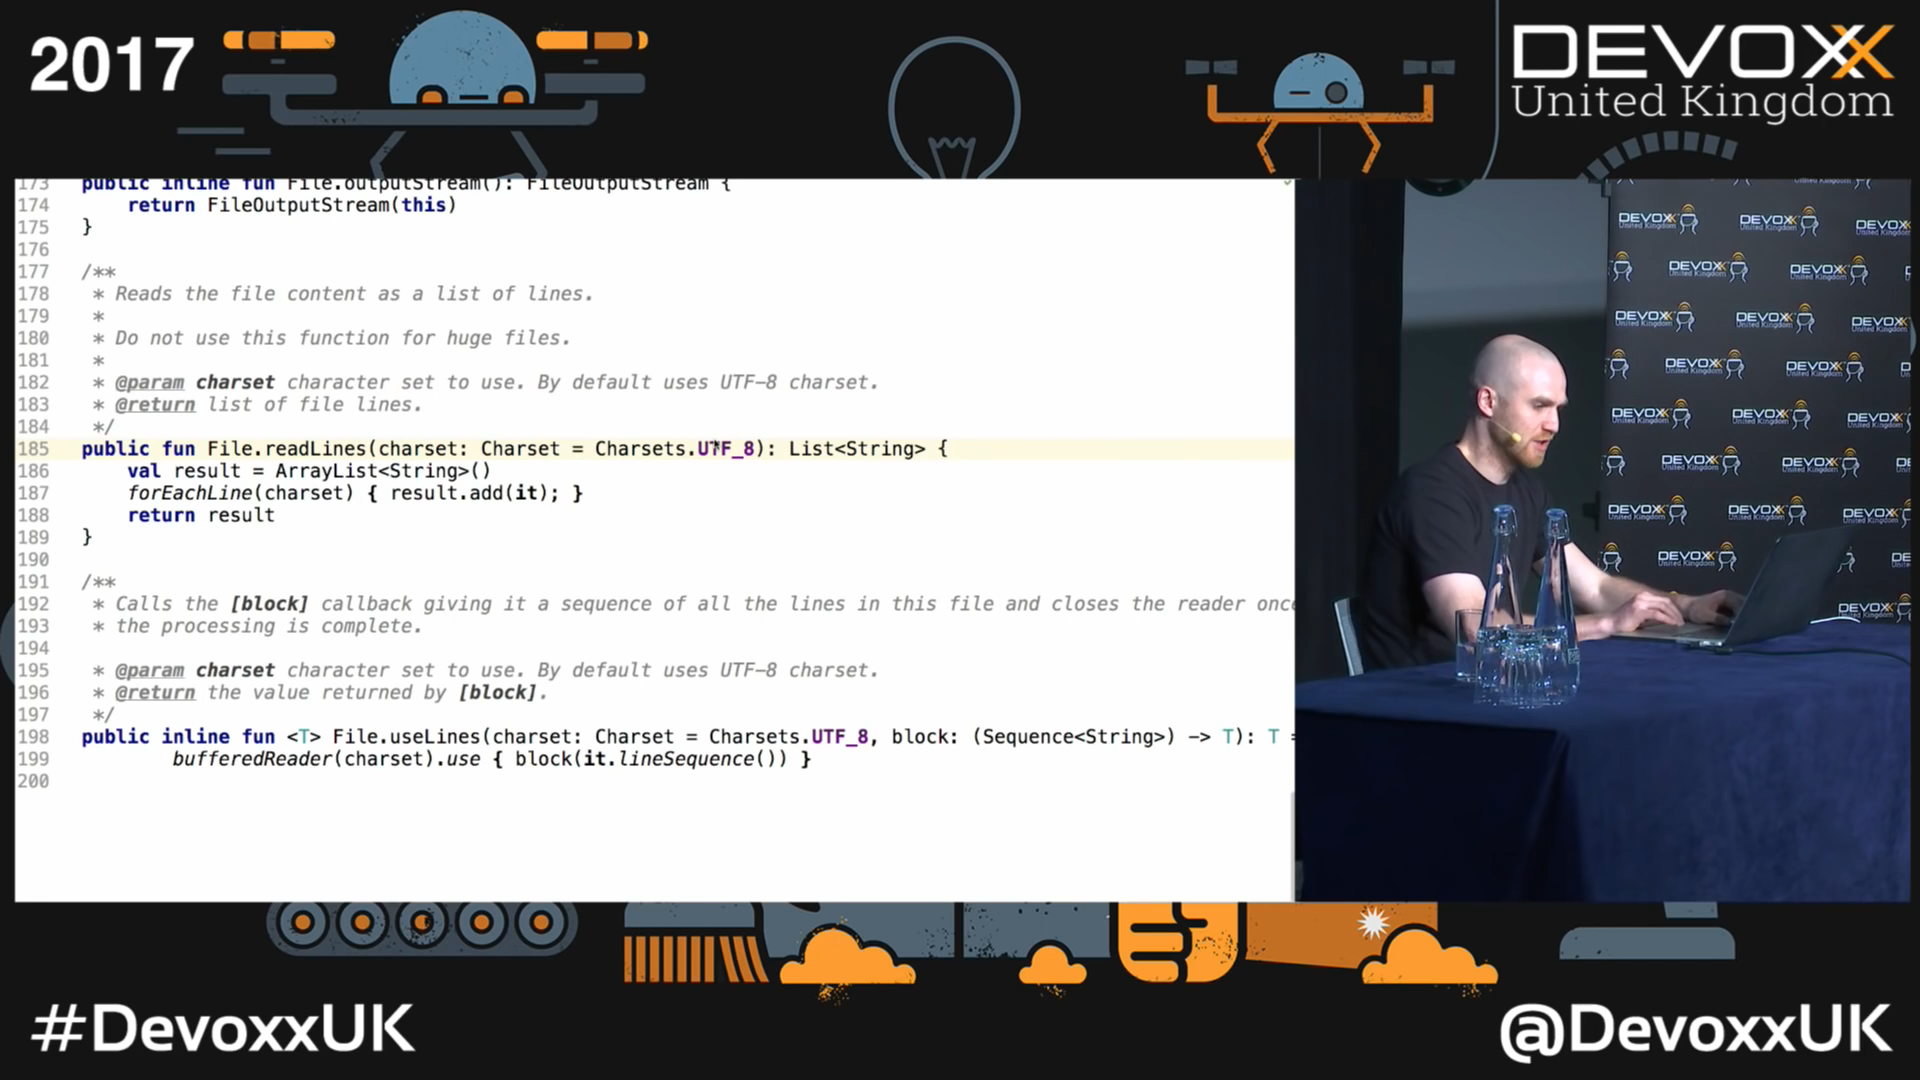 2017
DEVOXX
United Kingdom
173 public inline fun File.outputStream(): FileOutputStream {
174 return FileOutputStream(this)
175 }
176
177 /**
178 * Reads the file content as a list of lines.
179 *
180 * Do not use this function for huge files.
181 *
182 * @param charset character set to use. By default uses UTF-8 charset.
183 * @return list of file lines.
184 */
185 public fun File.readLines(charset: Charset = Charsets.UTF_8): List<String> {
186 val result = ArrayList<String>()
187 forEachLine(charset) { result.add(it); }
188 return result
189 }
190
191 /**
192 * Calls the [block] callback giving it a sequence of all the lines in this file and closes the reader once
193 * the processing is complete.
194
195 * @param charset character set to use. By default uses UTF-8 charset.
196 * @return the value returned by [block].
197 */
198 public inline fun <T> File.useLines(charset: Charset = Charsets.UTF_8, block: (Sequence<String>) -> T): T =
199 bufferedReader(charset).use { block(it.lineSequence()) }
200
#DevoxxUK
@DevoxxUK